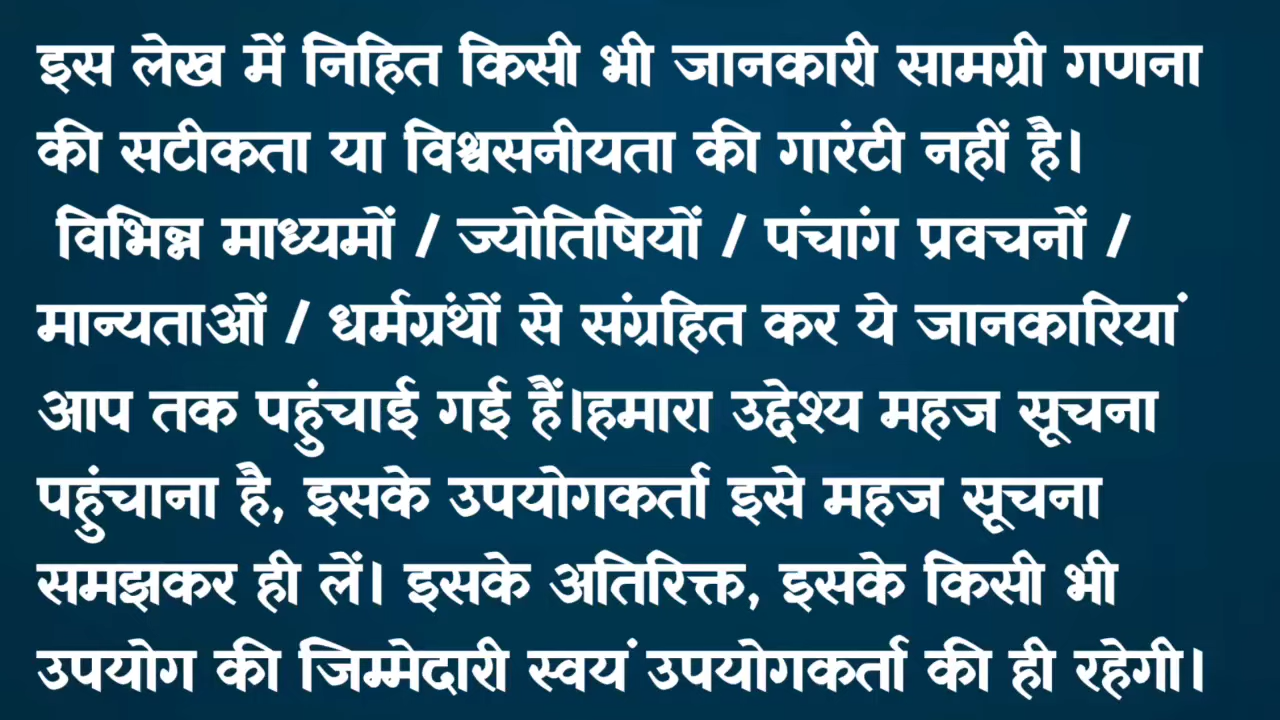 इस लेख में निहित किसी भी जानकारी सामग्री गणना
की सटीकता या विश्वसनीयता की गारंटी नहीं है।
विभिन्न माध्यमों / ज्योतिषियों / पंचांग प्रवचनों /
मान्यताओं / धर्मग्रंथों से संग्रहित कर ये जानकारियां
आप तक पहुंचाई गई हैं।हमारा उद्देश्य महज सूचना
पहुंचाना है, इसके उपयोगकर्ता इसे महज सूचना
समझकर ही लें। इसके अतिरिक्त, इसके किसी भी
उपयोग की जिम्मेदारी स्वयं उपयोगकर्ता की ही रहेगी।